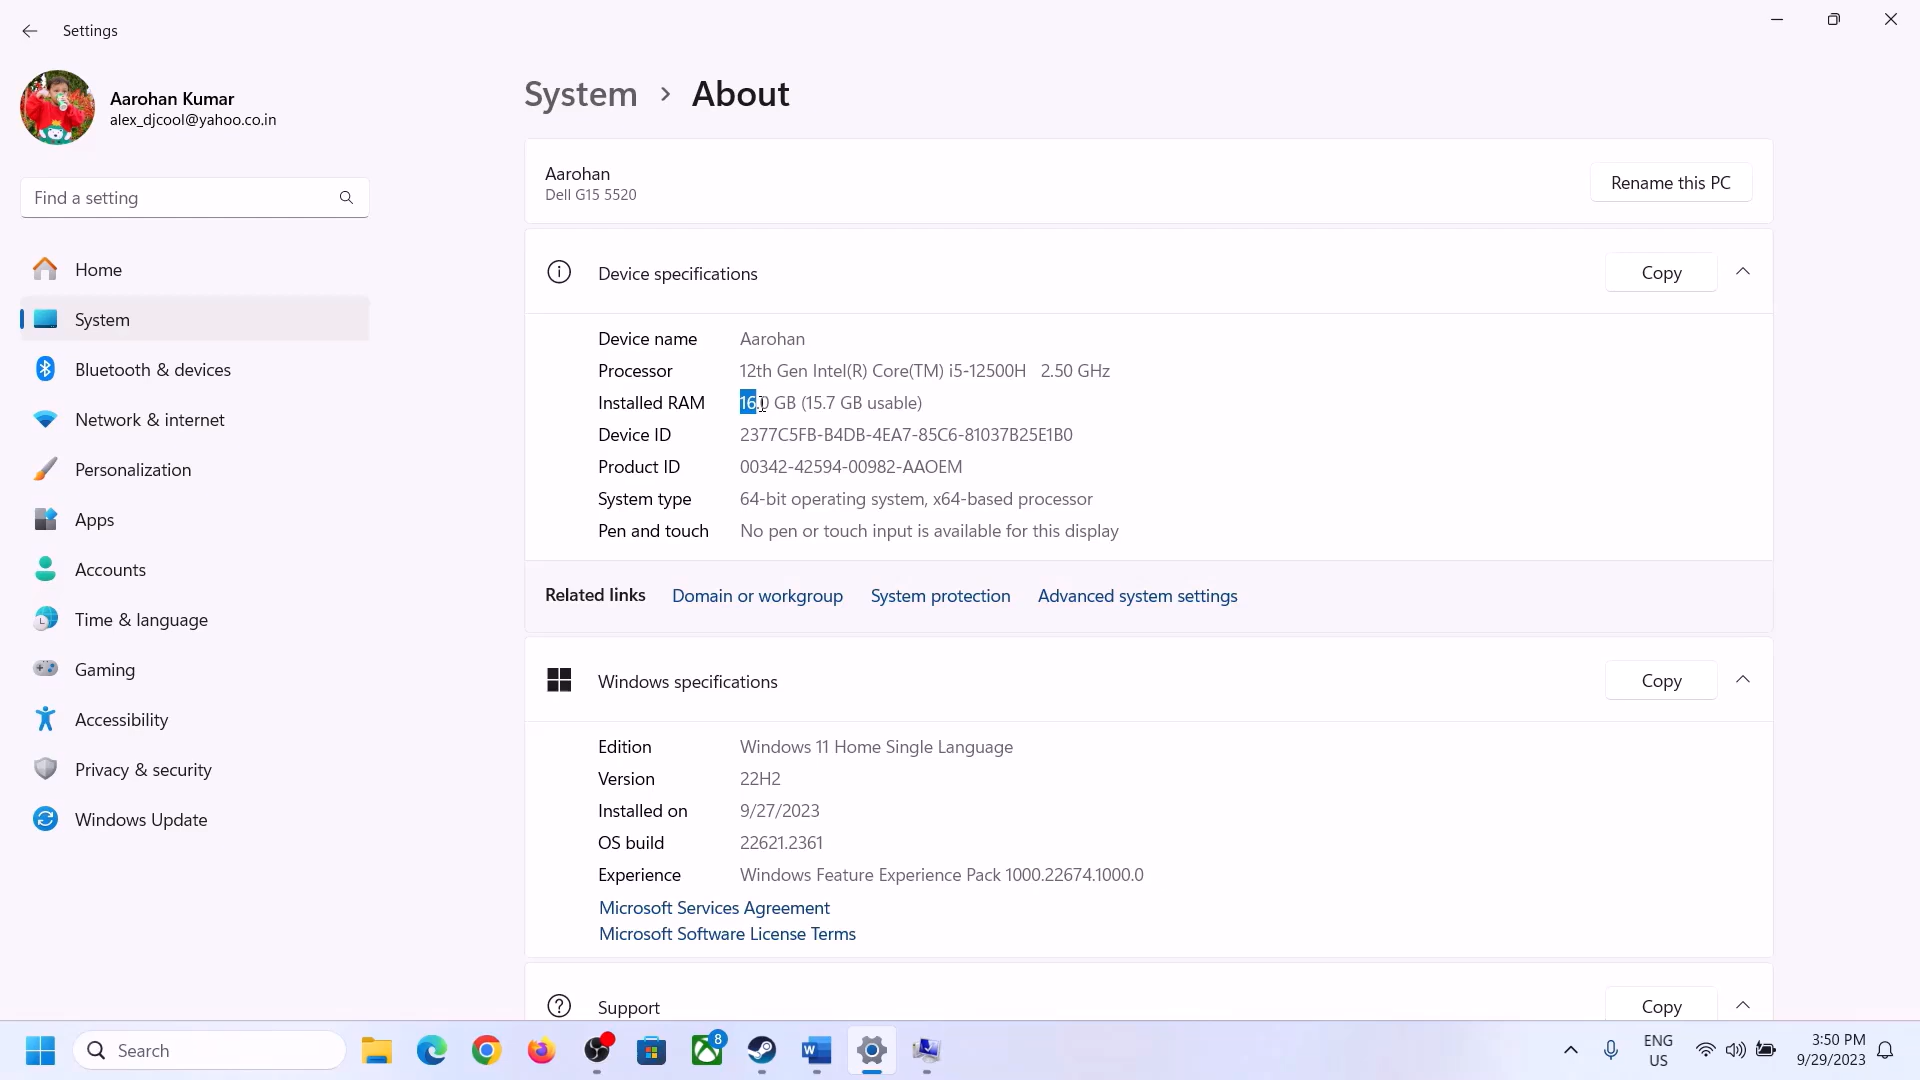 Settings
Aarohan Kumar
alex_djcool@yahoo.co.in
Find a setting
Home
System
Bluetooth & devices
Network & internet
Personalization
Apps
Accounts
Time & language
Gaming
Accessibility
Privacy & security
Windows Update
System > About
Aarohan
Dell G15 5520
Rename this PC
Device specifications
Copy
Device name Aarohan
Processor 12th Gen Intel(R) Core(TM) i5-12500H 2.50 GHz
Installed RAM 16.0 GB (15.7 GB usable)
Device ID 2377C5FB-B4DB-4EA7-85C6-81037B25E1B0
Product ID 00342-42594-00982-AAOEM
System type 64-bit operating system, x64-based processor
Pen and touch No pen or touch input is available for this display
Related links Domain or workgroup System protection Advanced system settings
Windows specifications
Copy
Edition Windows 11 Home Single Language
Version 22H2
Installed on 9/27/2023
OS build 22621.2361
Experience Windows Feature Experience Pack 1000.22674.1000.0
Microsoft Services Agreement
Microsoft Software License Terms
Support
Copy
Search
8
W
ENG
US
3:50 PM
9/29/2023